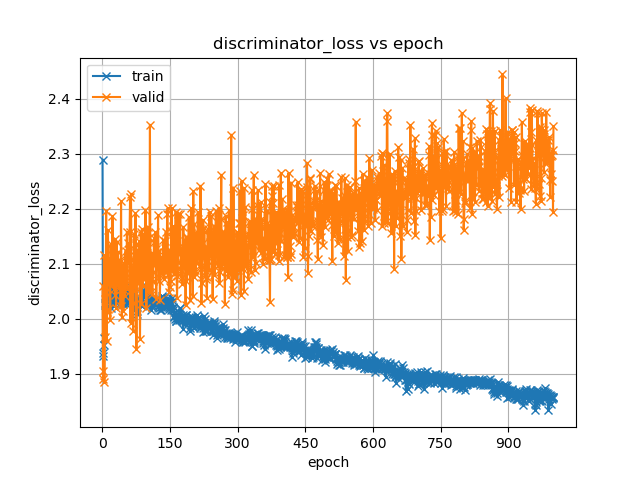 discriminator_loss vs epoch
train
valid
discriminator_loss
2.4
2.3
2.2
2.1
2.0
1.9
0 150 300 450 600 750 900
epoch